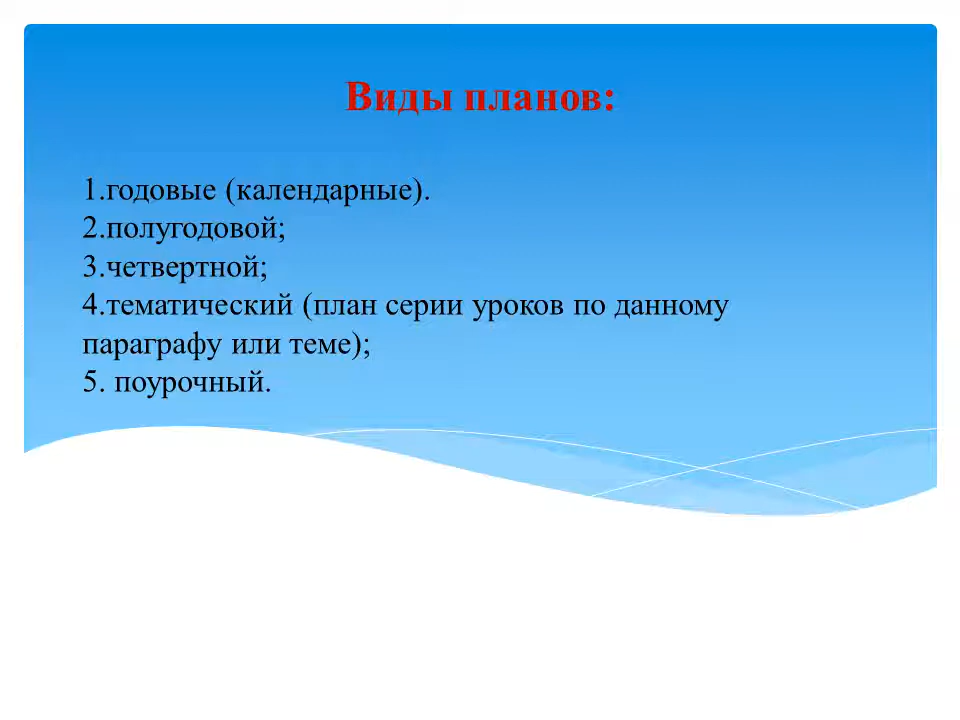 Виды планов:
1.годовые (календарные).
2.полугодовой;
3.четвертной;
4.тематический (план серии уроков по данному
параграфу или теме);
5. поурочный.